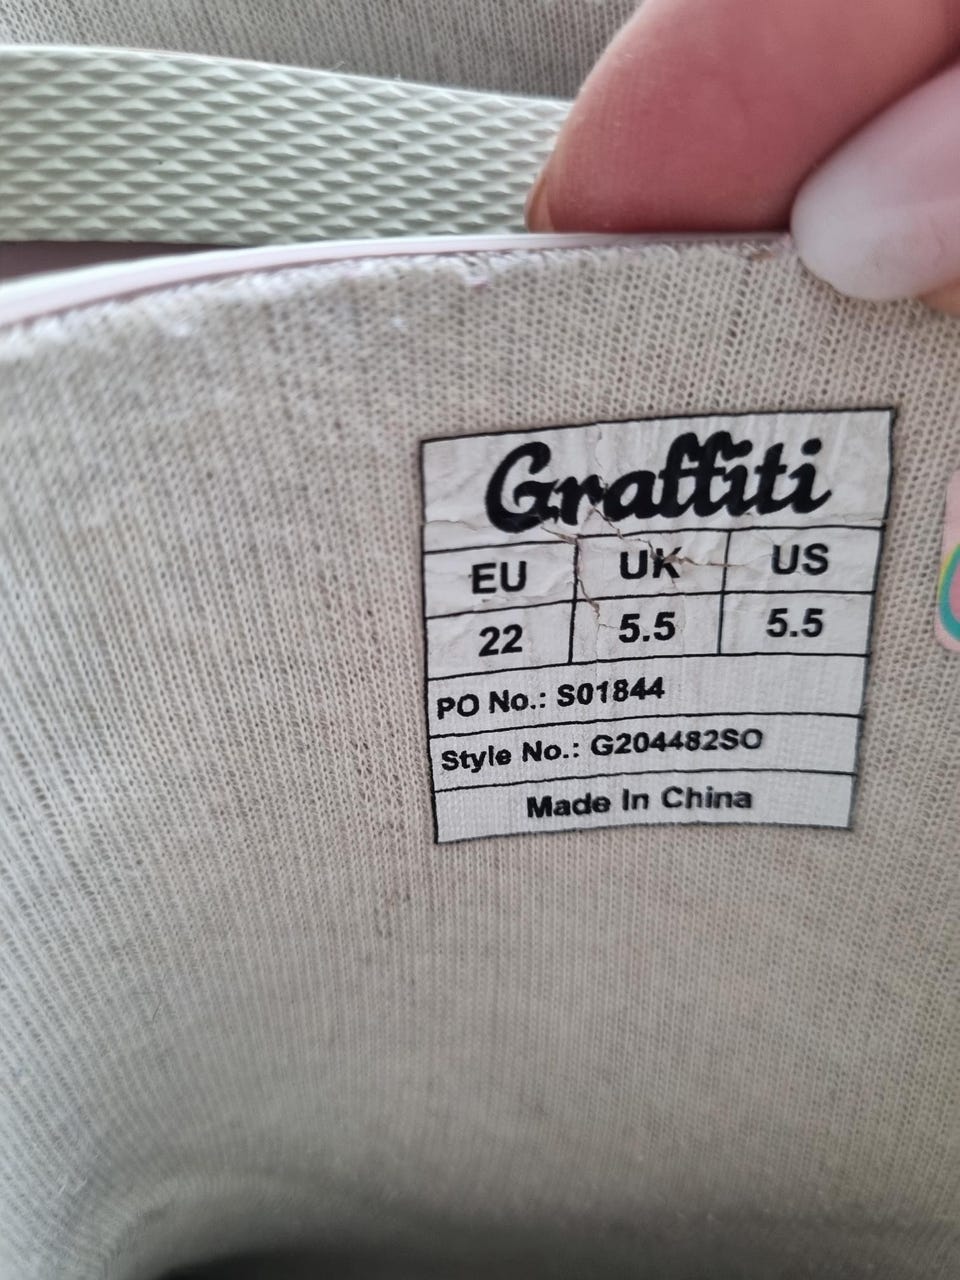 Graffiti
EU UK US
22 5.5 5.5
PO No.: S01844
Style No.: G204482SO
Made In China